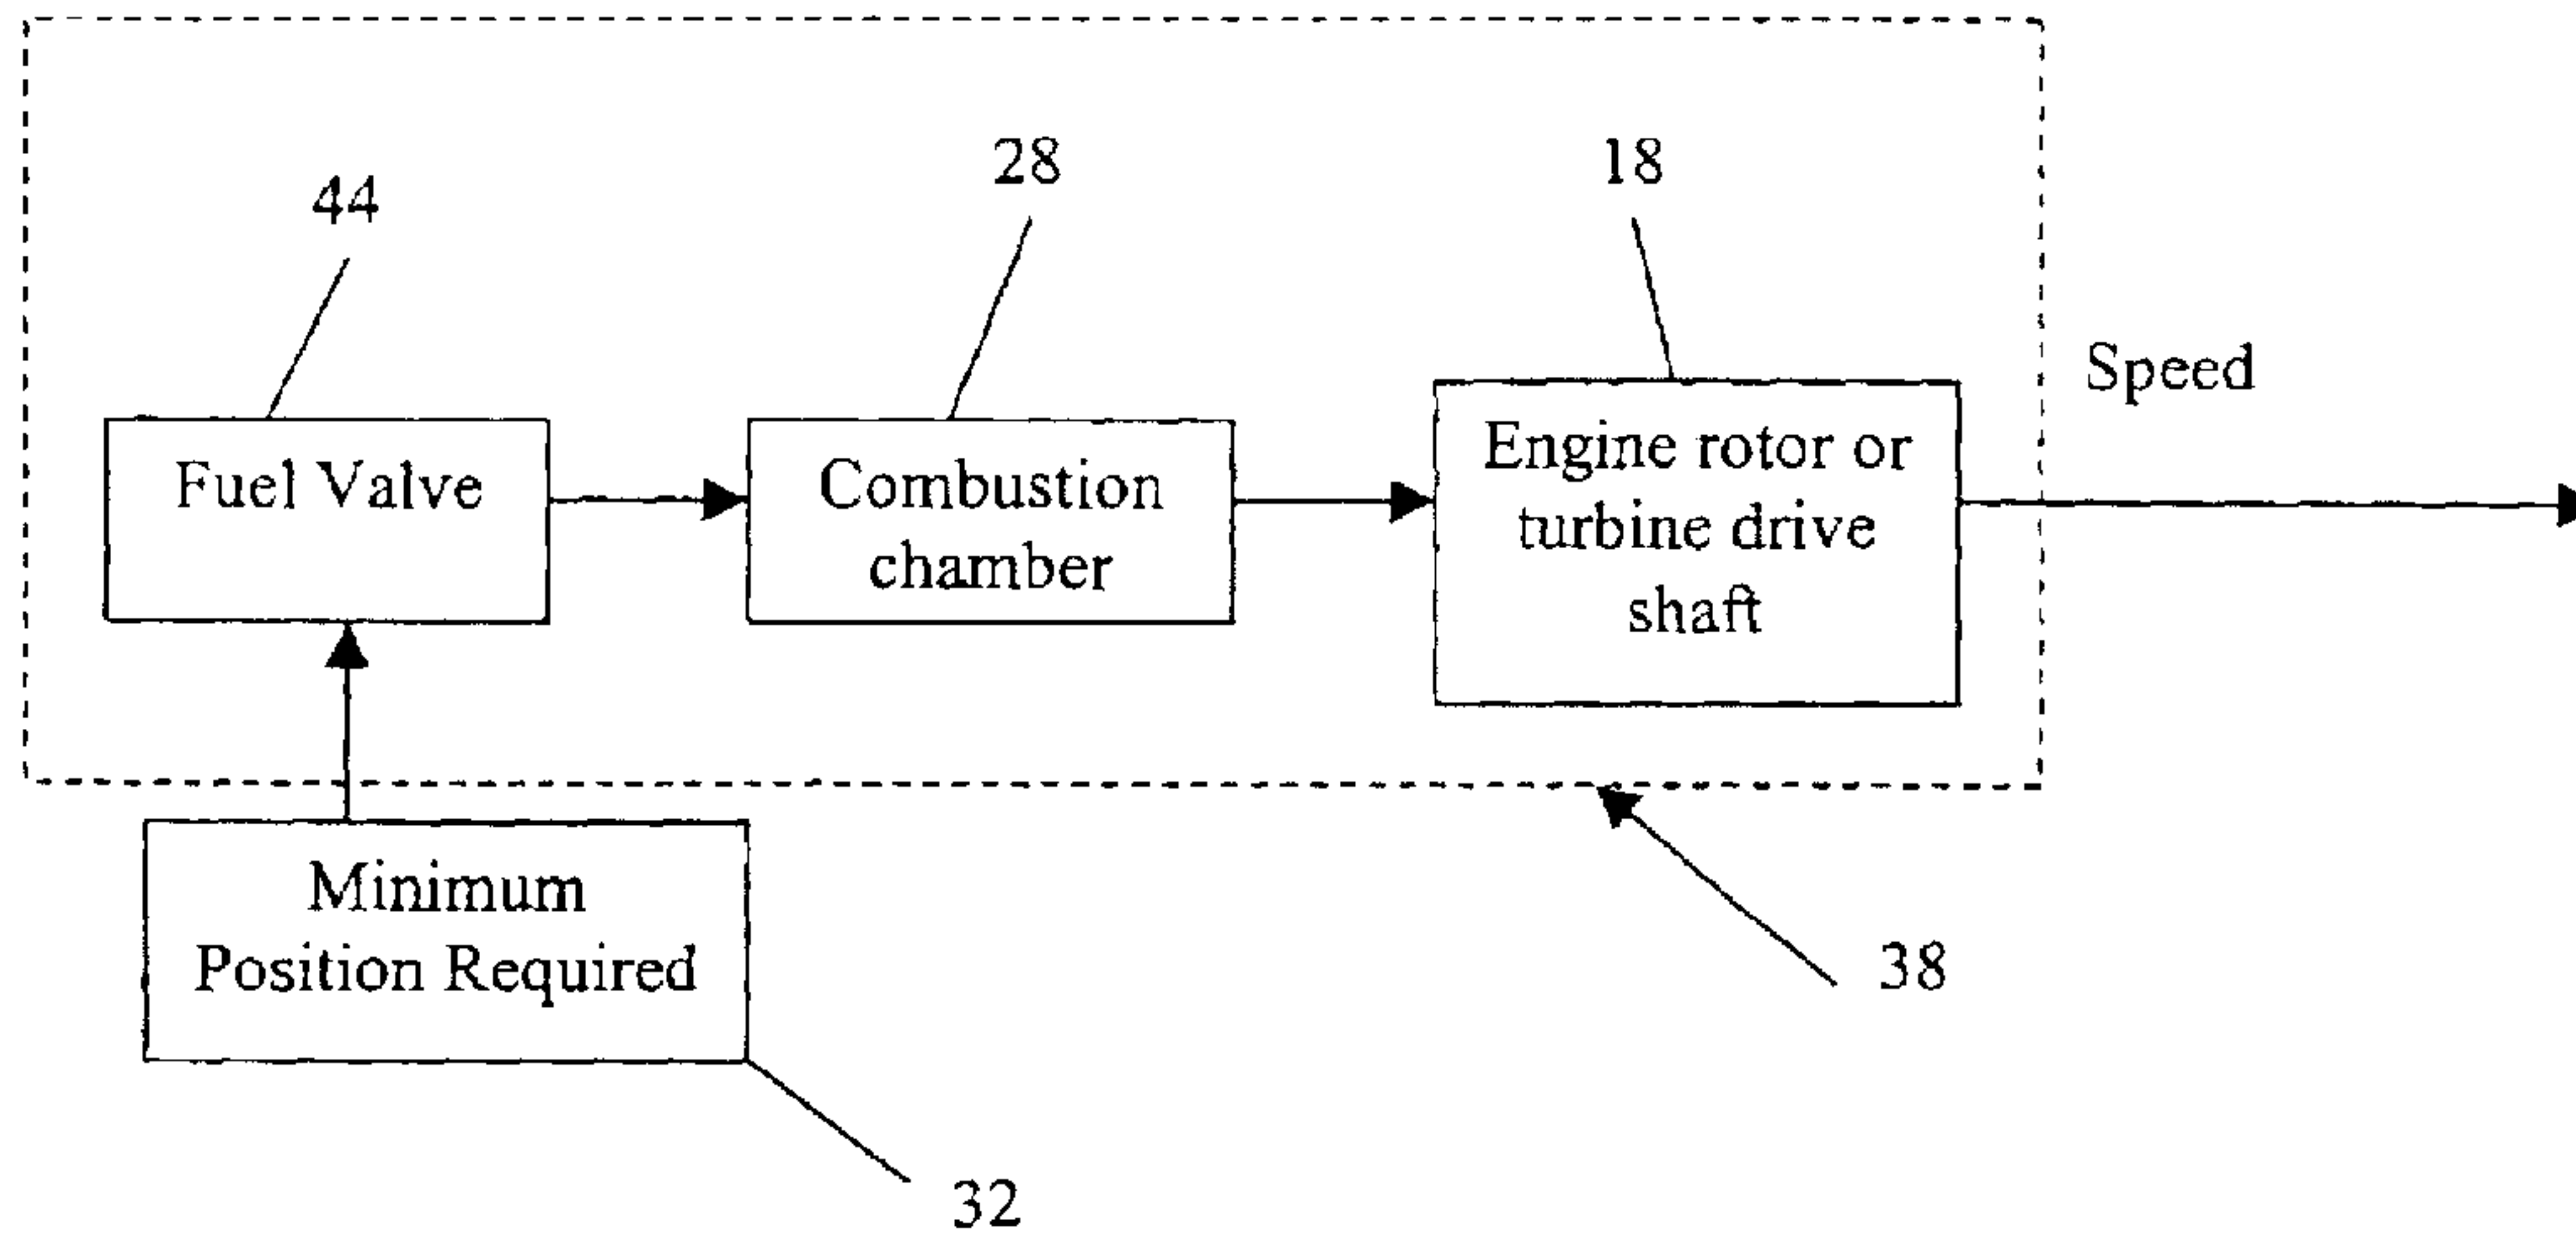 28
18
44
Speed
Fuel Valve
Combustion
chamber
Engine rotor or
turbine drive
shaft
Minimum
Position Required
38
32